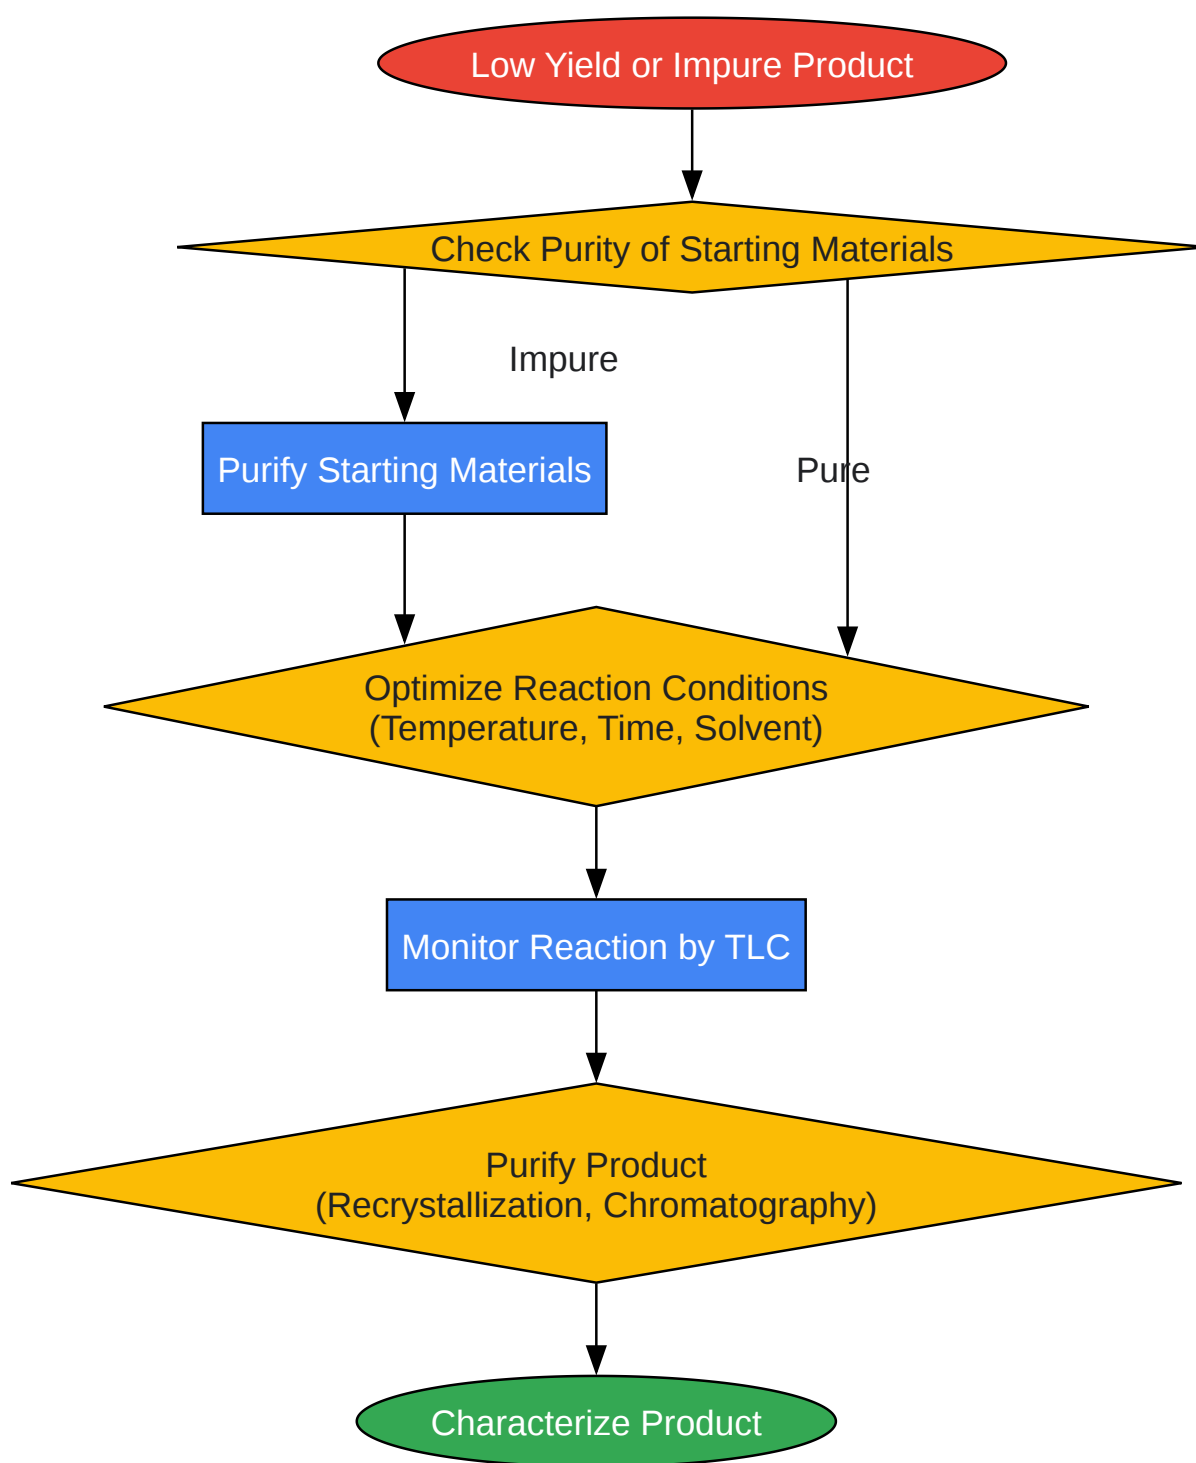 Low Yield or Impure Product
Check Purity of Starting Materials
Impure
Purify Starting Materials
Pure
Optimize Reaction Conditions
(Temperature, Time, Solvent)
Monitor Reaction by TLC
Purify Product
(Recrystallization, Chromatography)
Characterize Product